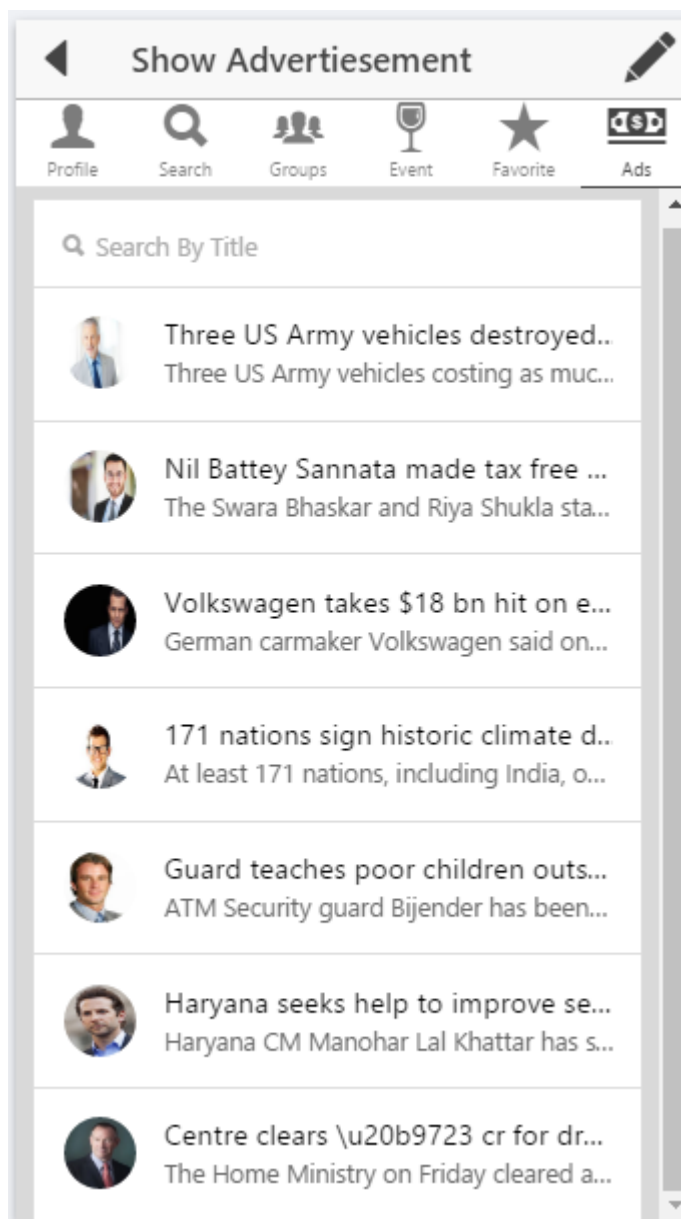 Show Advertiesement
Profile
Search
Groups
Event
Favorite
Ads
Search By Title
Three US Army vehicles destroyed...
Three US Army vehicles costing as muc...
Nil Battey Sannata made tax free ...
The Swara Bhaskar and Riya Shukla sta...
Volkswagen takes $18 bn hit on e...
German carmaker Volkswagen said on...
171 nations sign historic climate d...
At least 171 nations, including India, o...
Guard teaches poor children outs...
ATM Security guard Bijender has been...
Haryana seeks help to improve se...
Haryana CM Manohar Lal Khattar has s...
Centre clears \u20b9723 cr for dr...
The Home Ministry on Friday cleared a...